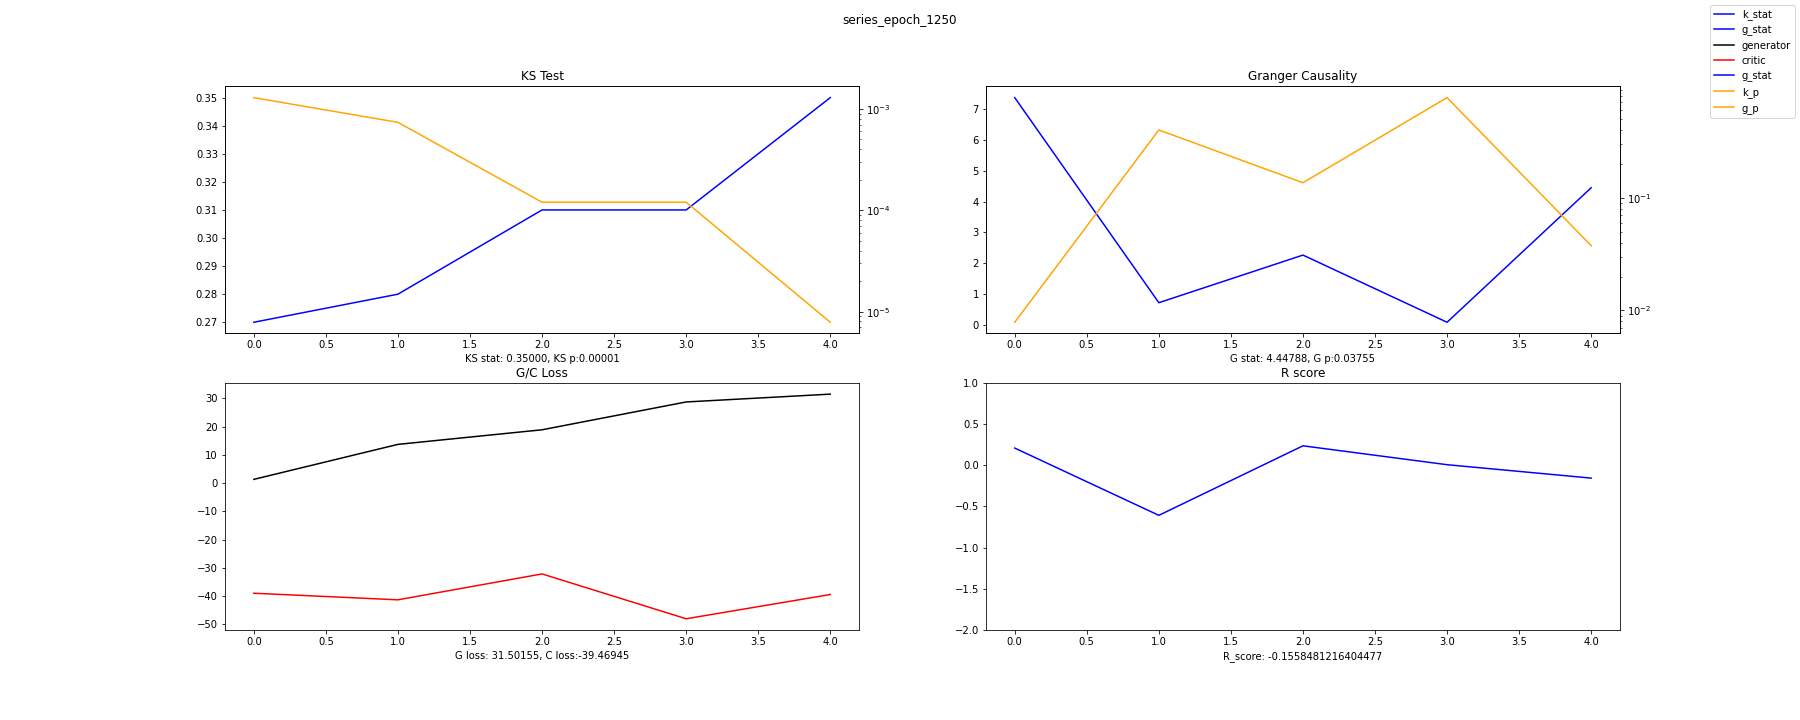 series_epoch_1250
k_stat
g_stat
generator
critic
g_stat
k_p
g_p
KS Test
0.35
0.34
0.33
0.32
0.31
0.30
0.29
0.28
0.27
10⁻³
10⁻⁴
10⁻⁵
0.0 0.5 1.0 1.5 2.0 2.5 3.0 3.5 4.0
KS stat: 0.35000, KS p:0.00001
Granger Causality
7
6
5
4
3
2
1
0
10⁻¹
10⁻²
0.0 0.5 1.0 1.5 2.0 2.5 3.0 3.5 4.0
G stat: 4.44788, G p:0.03755
G/C Loss
30
20
10
0
−10
−20
−30
−40
−50
0.0 0.5 1.0 1.5 2.0 2.5 3.0 3.5 4.0
G loss: 31.50155, C loss:-39.46945
R score
1.0
0.5
0.0
−0.5
−1.0
−1.5
−2.0
0.0 0.5 1.0 1.5 2.0 2.5 3.0 3.5 4.0
R_score: -0.1558481216404477